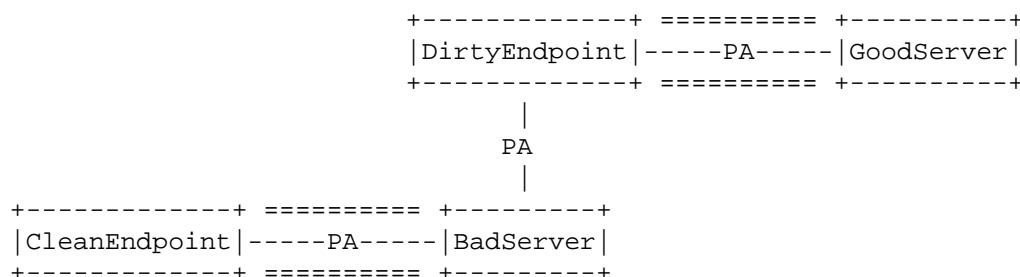 +-------------+ ========== +----------+
                              |DirtyEndpoint|-----PA-----|GoodServer|
                              +-------------+ ========== +----------+
                                      |
                                     PA
                                      |
+-------------+ ========== +---------+
|CleanEndpoint|-----PA-----|BadServer|
+-------------+ ========== +---------+